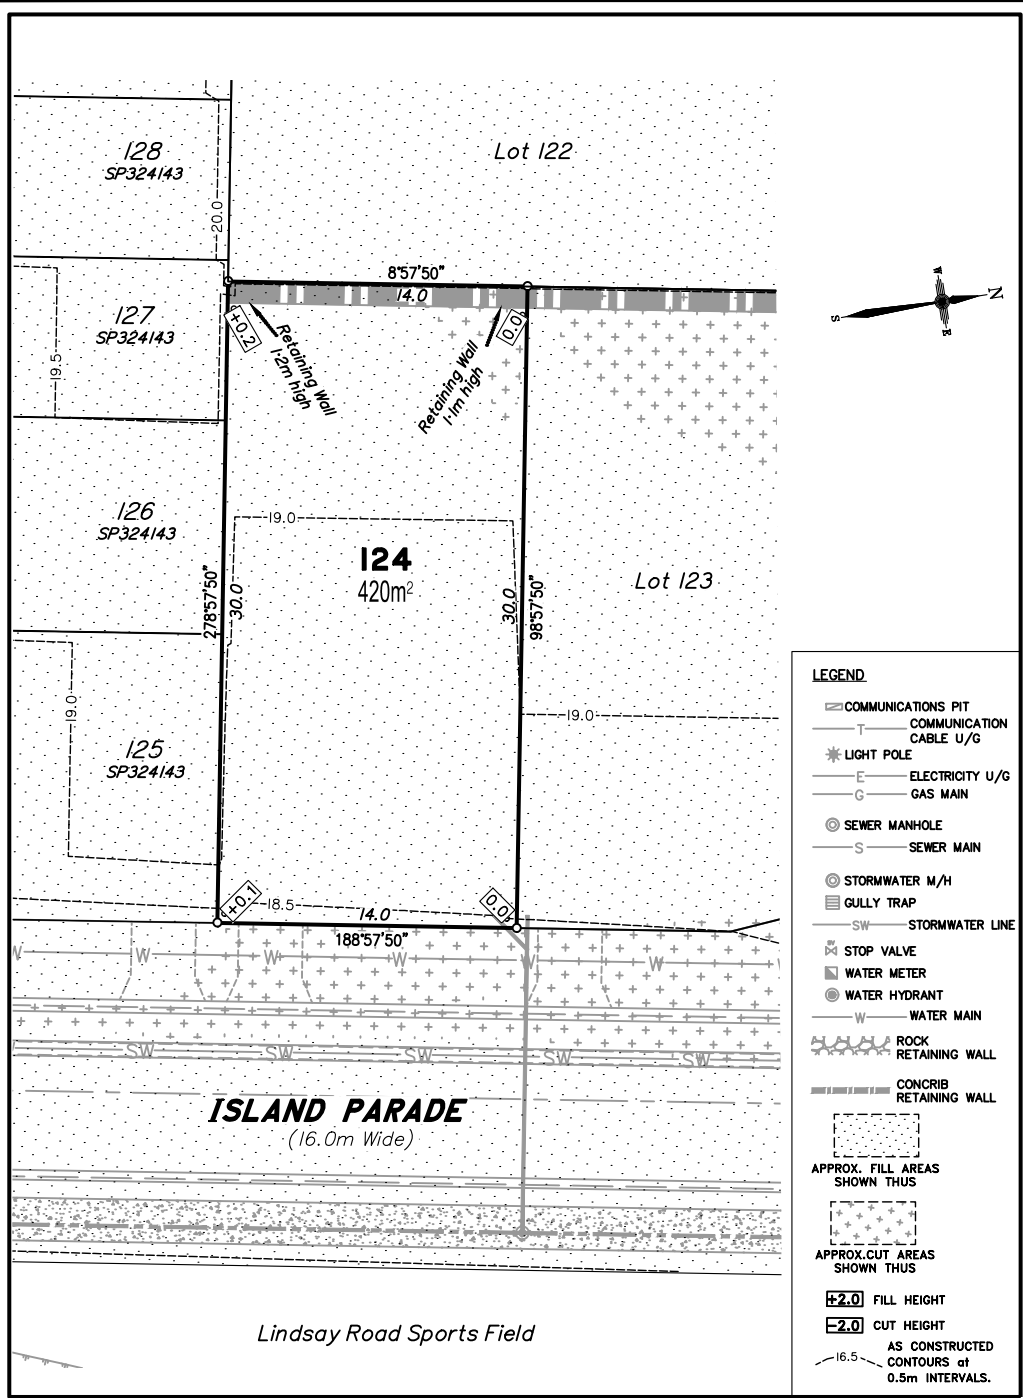 128
SP324143
Lot 122
20.0
8°57'50"
14.0
127
SP324143
19.5
+0.2
Retaining Wall
1·2m high
0.0
Retaining Wall
1·1m high
W
N
S
E
126
SP324143
19.0
124
420m²
Lot 123
278°57'50"
30.0
30.0
98°57'50"
19.0
19.0
125
SP324143
+0.1
18.5
14.0
0.0
188°57'50"
W W W W W W
SW SW SW SW SW
ISLAND PARADE
(16.0m Wide)
Lindsay Road Sports Field
LEGEND
COMMUNICATIONS PIT
T COMMUNICATION
CABLE U/G
LIGHT POLE
E ELECTRICITY U/G
G GAS MAIN
SEWER MANHOLE
S SEWER MAIN
STORMWATER M/H
GULLY TRAP
SW STORMWATER LINE
SV
STOP VALVE
WATER METER
WATER HYDRANT
W WATER MAIN
ROCK
RETAINING WALL
CONCRIB
RETAINING WALL
APPROX. FILL AREAS
SHOWN THUS
APPROX.CUT AREAS
SHOWN THUS
+2.0 FILL HEIGHT
-2.0 CUT HEIGHT
16.5 AS CONSTRUCTED
CONTOURS at
0.5m INTERVALS.